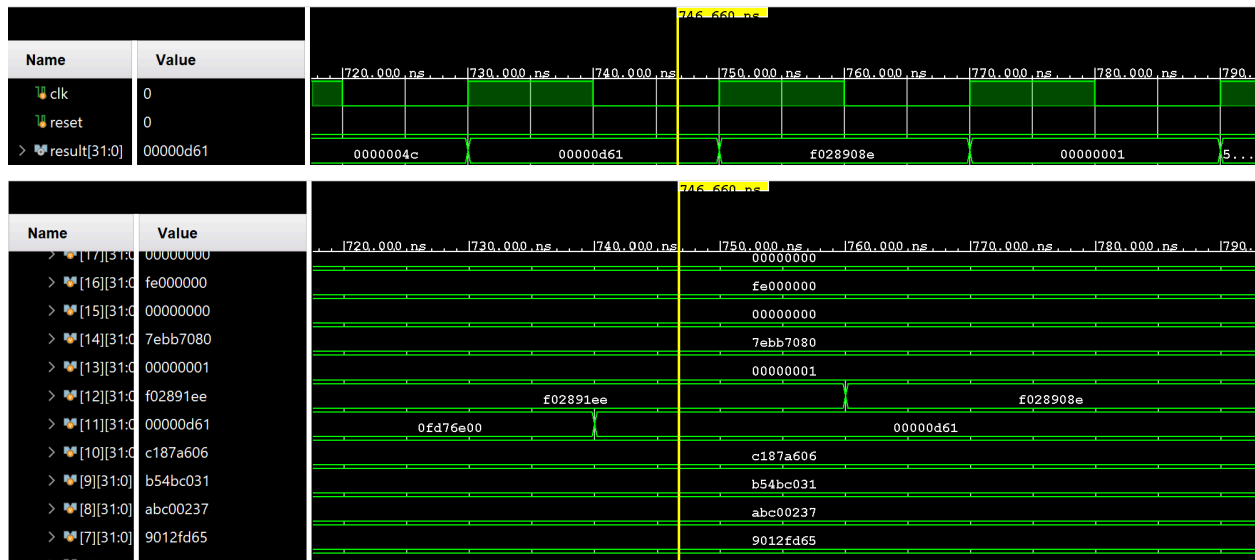 746.660 ns
Name Value
720.000 ns 730.000 ns 740.000 ns 750.000 ns 760.000 ns 770.000 ns 780.000 ns 790.
clk 0
reset 0
result[31:0] 00000d61 0000004c 00000d61 f028908e 00000001 5...
746.660 ns
Name Value
720.000 ns 730.000 ns 740.000 ns 750.000 ns 760.000 ns 770.000 ns 780.000 ns 790.
[17][31:0 00000000 00000000
[16][31:0 fe000000 fe000000
[15][31:0 00000000 00000000
[14][31:0 7ebb7080 7ebb7080
[13][31:0 00000001 00000001
[12][31:0 f02891ee f02891ee f028908e
[11][31:0 00000d61 0fd76e00 00000d61
[10][31:0 c187a606 c187a606
[9][31:0] b54bc031 b54bc031
[8][31:0] abc00237 abc00237
[7][31:0] 9012fd65 9012fd65